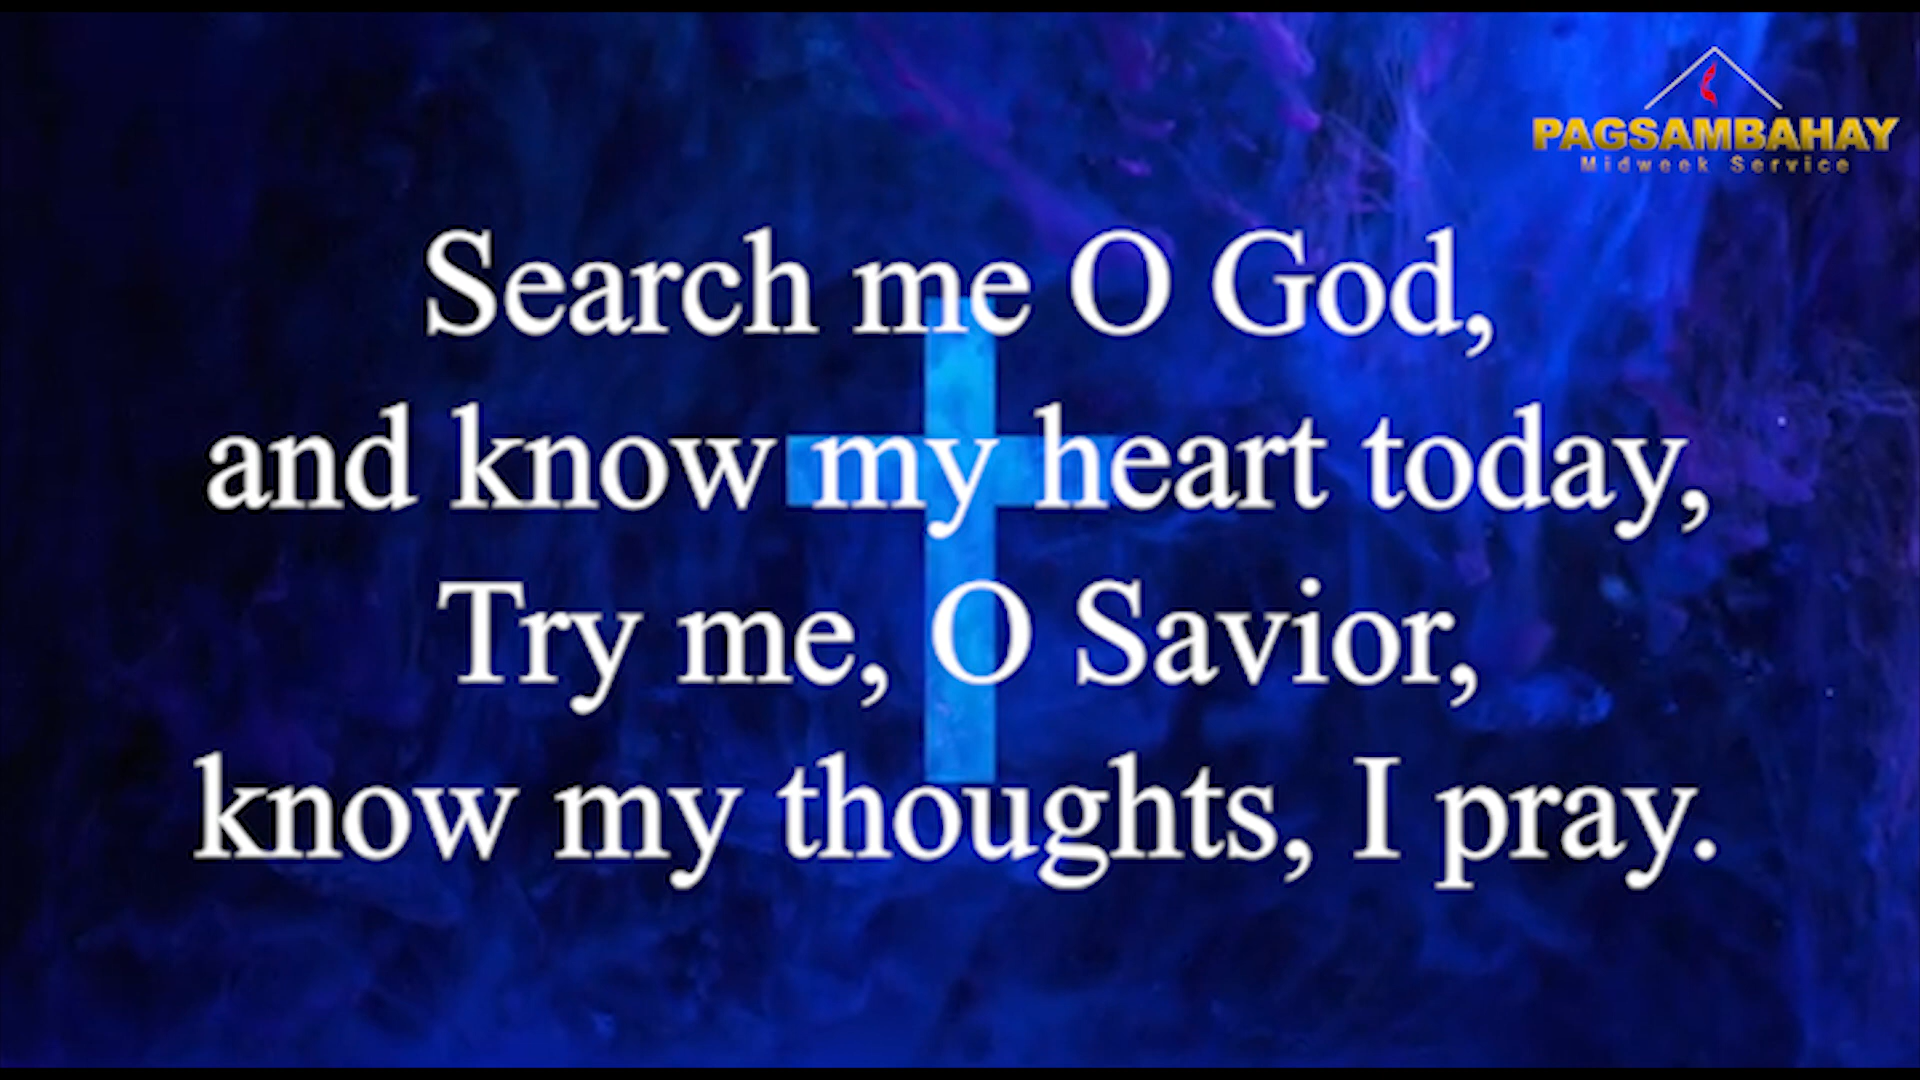 PAGSAMBAHAY
Midweek Service
Search me O God,
and know my heart today,
Try me, O Savior,
know my thoughts, I pray.